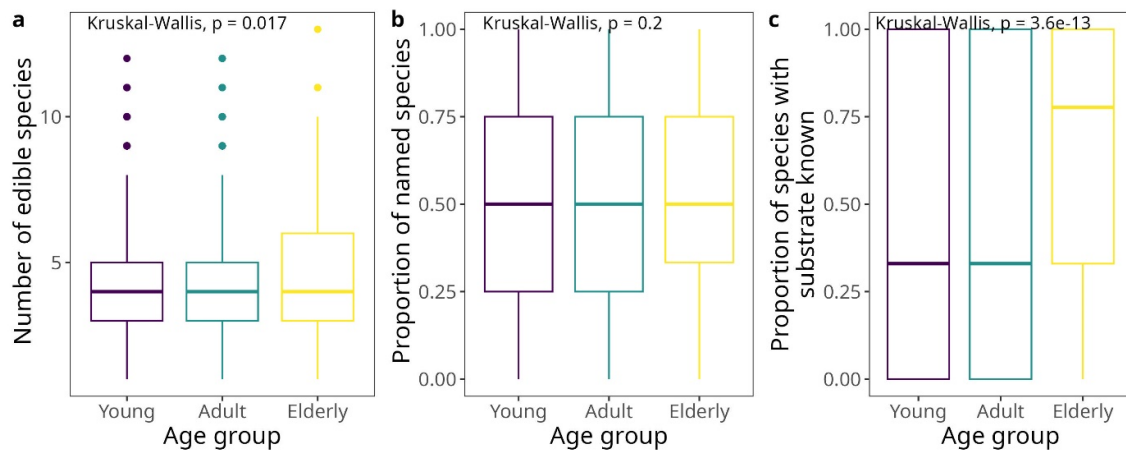 a
Kruskal-Wallis, p = 0.017
Number of edible species
10
5
Young Adult Elderly
Age group
b
Kruskal-Wallis, p = 0.2
Proportion of named species
1.00
0.75
0.50
0.25
0.00
Young Adult Elderly
Age group
c
Kruskal-Wallis, p = 3.6e-13
Proportion of species with
substrate known
1.00
0.75
0.50
0.25
0.00
Young Adult Elderly
Age group